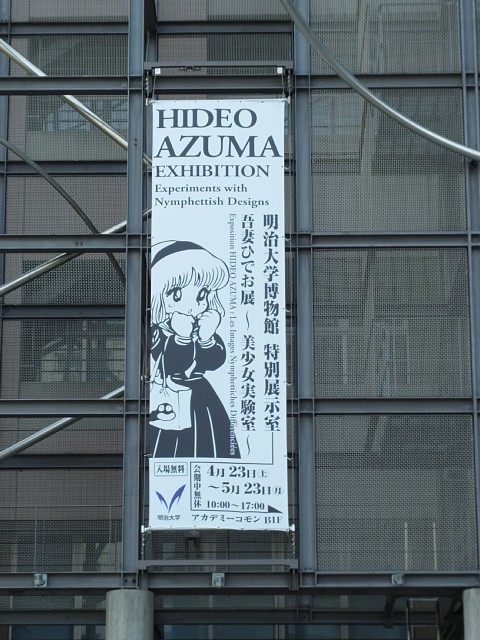 HIDEO
AZUMA
EXHIBITION
Experiments with
Nymphettish Designs
明治大学博物館 特別展示室
吾妻ひでお展 ～ 美少女実験室～
Exposition HIDEO AZUMA : Les Images Nymphettiches Différenciées
入場無料
会期中無休
4月23日(土)
～5月23日(月)
10:00～17:00
明治大学
アカデミーコモン B1F